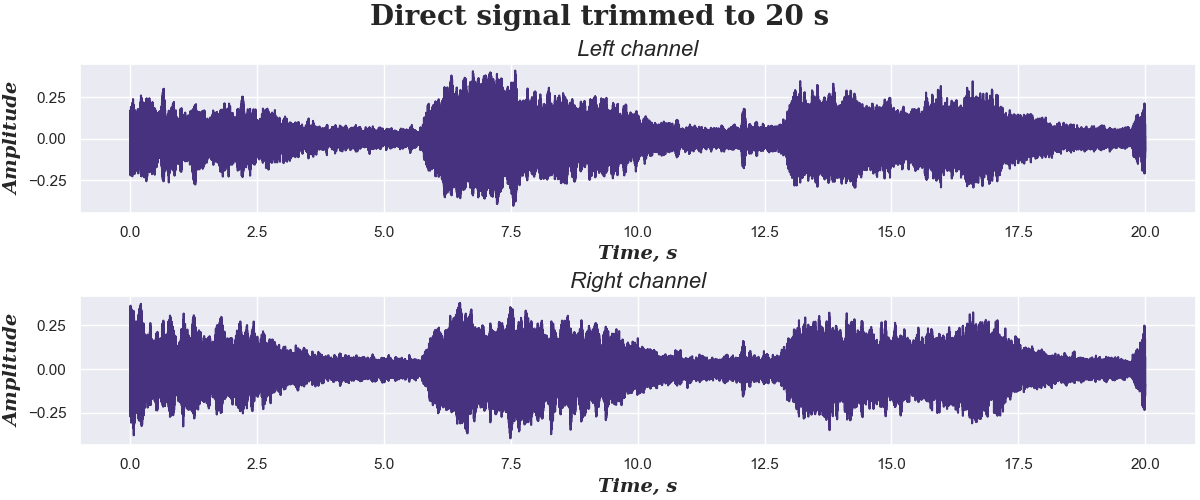 Direct signal trimmed to 20 s
Left channel
Amplitude
0.25
0.00
−0.25
0.0 2.5 5.0 7.5 10.0 12.5 15.0 17.5 20.0
Time, s
Right channel
Amplitude
0.25
0.00
−0.25
0.0 2.5 5.0 7.5 10.0 12.5 15.0 17.5 20.0
Time, s